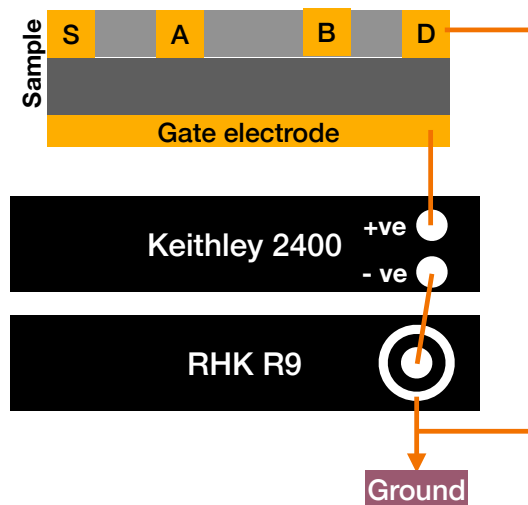 Sample
S A B D
Gate electrode
Keithley 2400
+ve
- ve
RHK R9
Ground